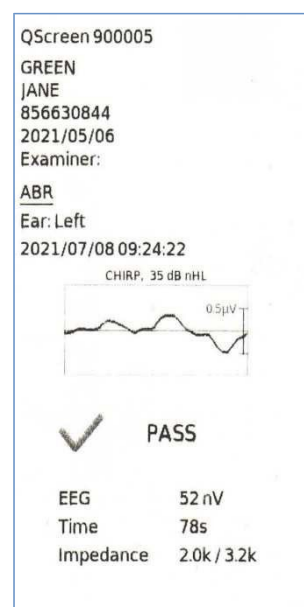 QScreen 900005
GREEN
JANE
856630844
2021/05/06
Examiner:
ABR
Ear: Left
2021/07/08 09:24:22
CHIRP, 35 dB nHL
0.5µV
PASS
EEG 52 nV
Time 78s
Impedance 2.0k / 3.2k